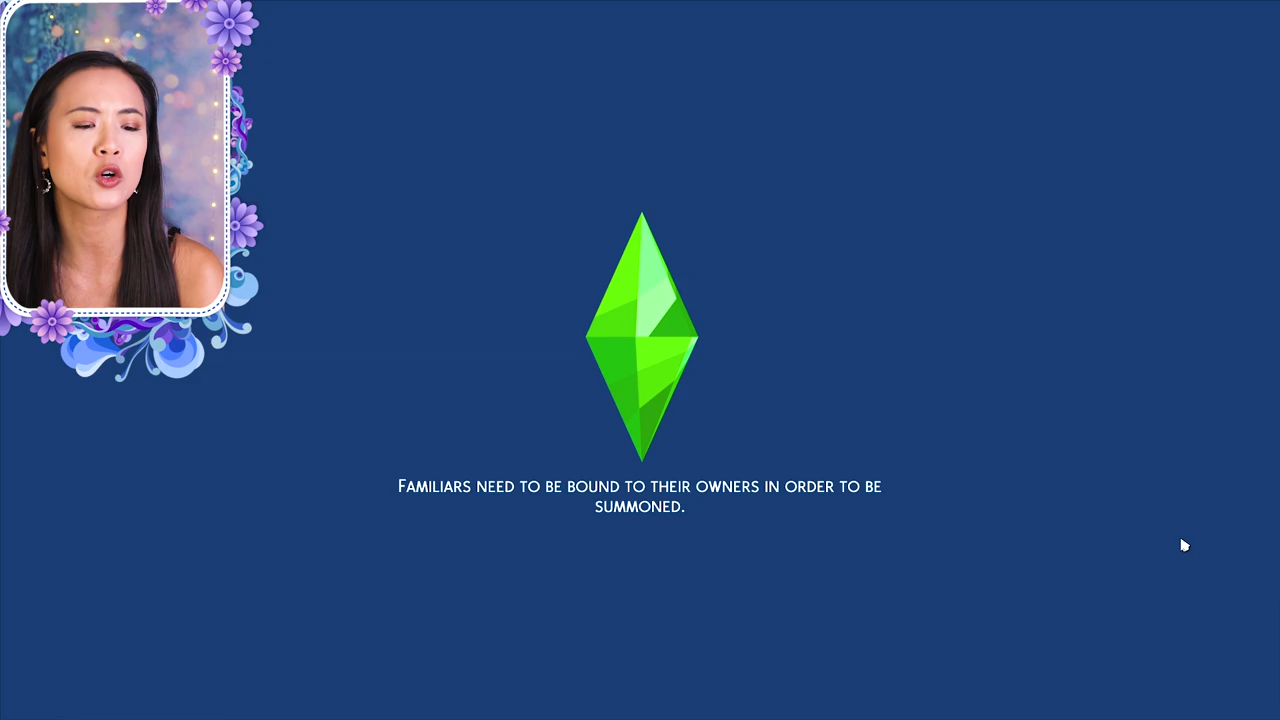 Familiars need to be bound to their owners in order to be
summoned.